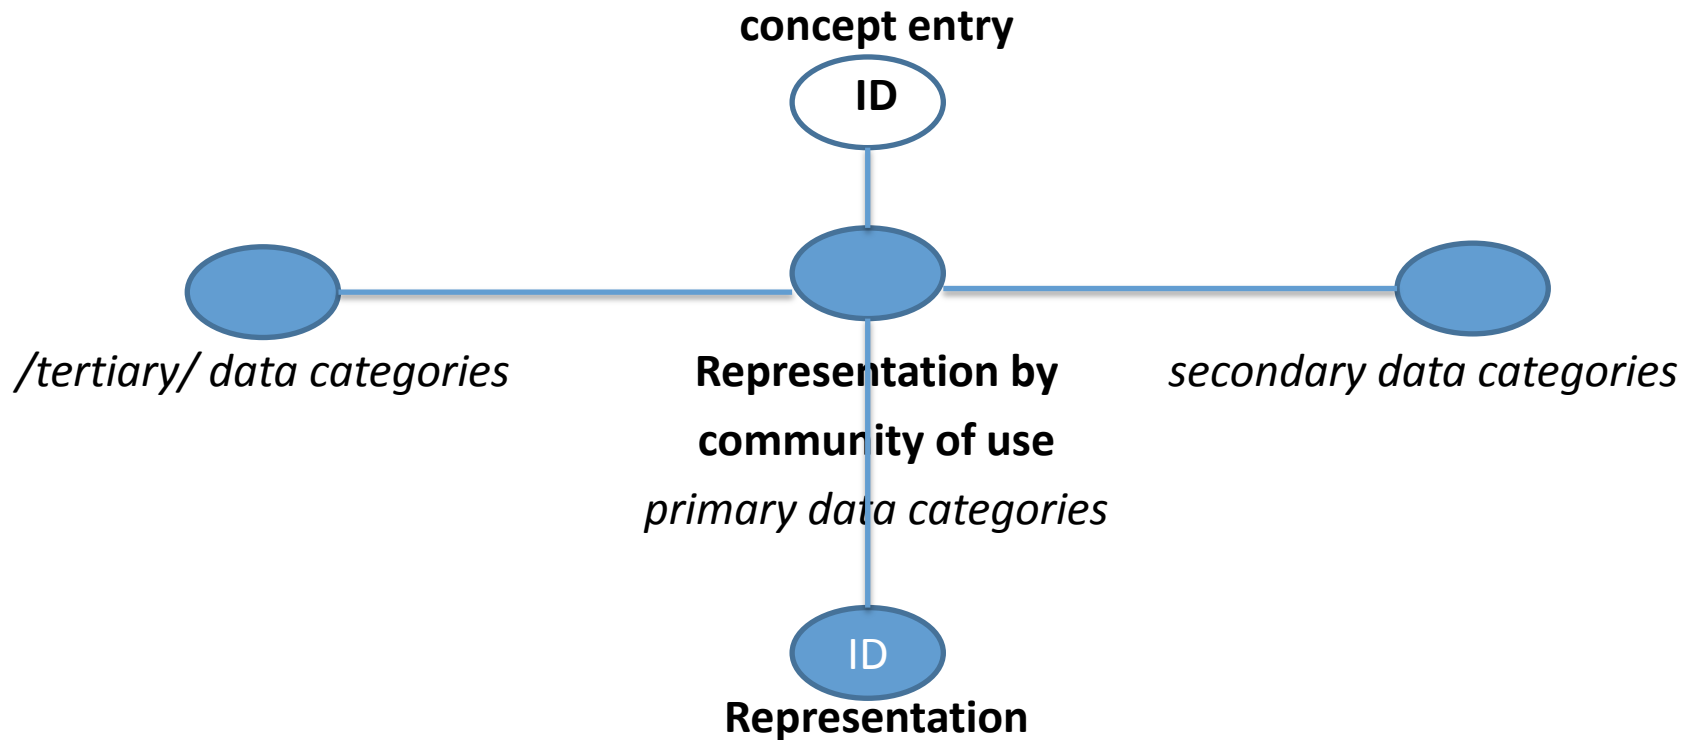 concept entry
ID
/tertiary/ data categories
Representation by
community of use
primary data categories
secondary data categories
ID
Representation